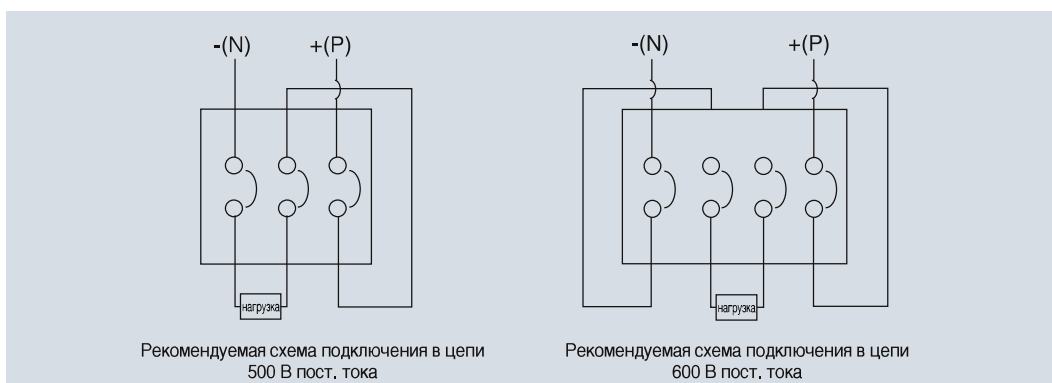 -(N) +(P)
нагрузка
Рекомендуемая схема подключения в цепи
500 В пост. тока
-(N) +(P)
нагрузка
Рекомендуемая схема подключения в цепи
600 В пост. тока